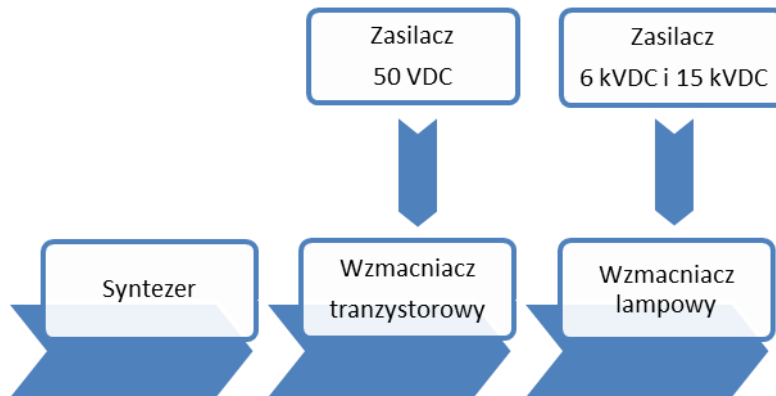 Zasilacz
50 VDC
Zasilacz
6 kVDC i 15 kVDC
Syntezer
Wzmacniacz
tranzystorowy
Wzmacniacz
lampowy